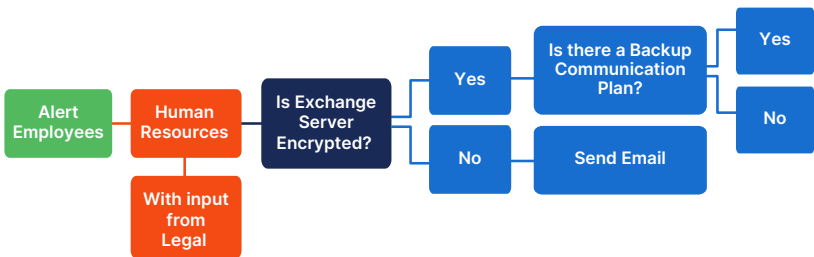 Alert
Employees
Human
Resources
With input
from
Legal
Is Exchange
Server
Encrypted?
Yes
No
Is there a Backup
Communication
Plan?
Send Email
Yes
No